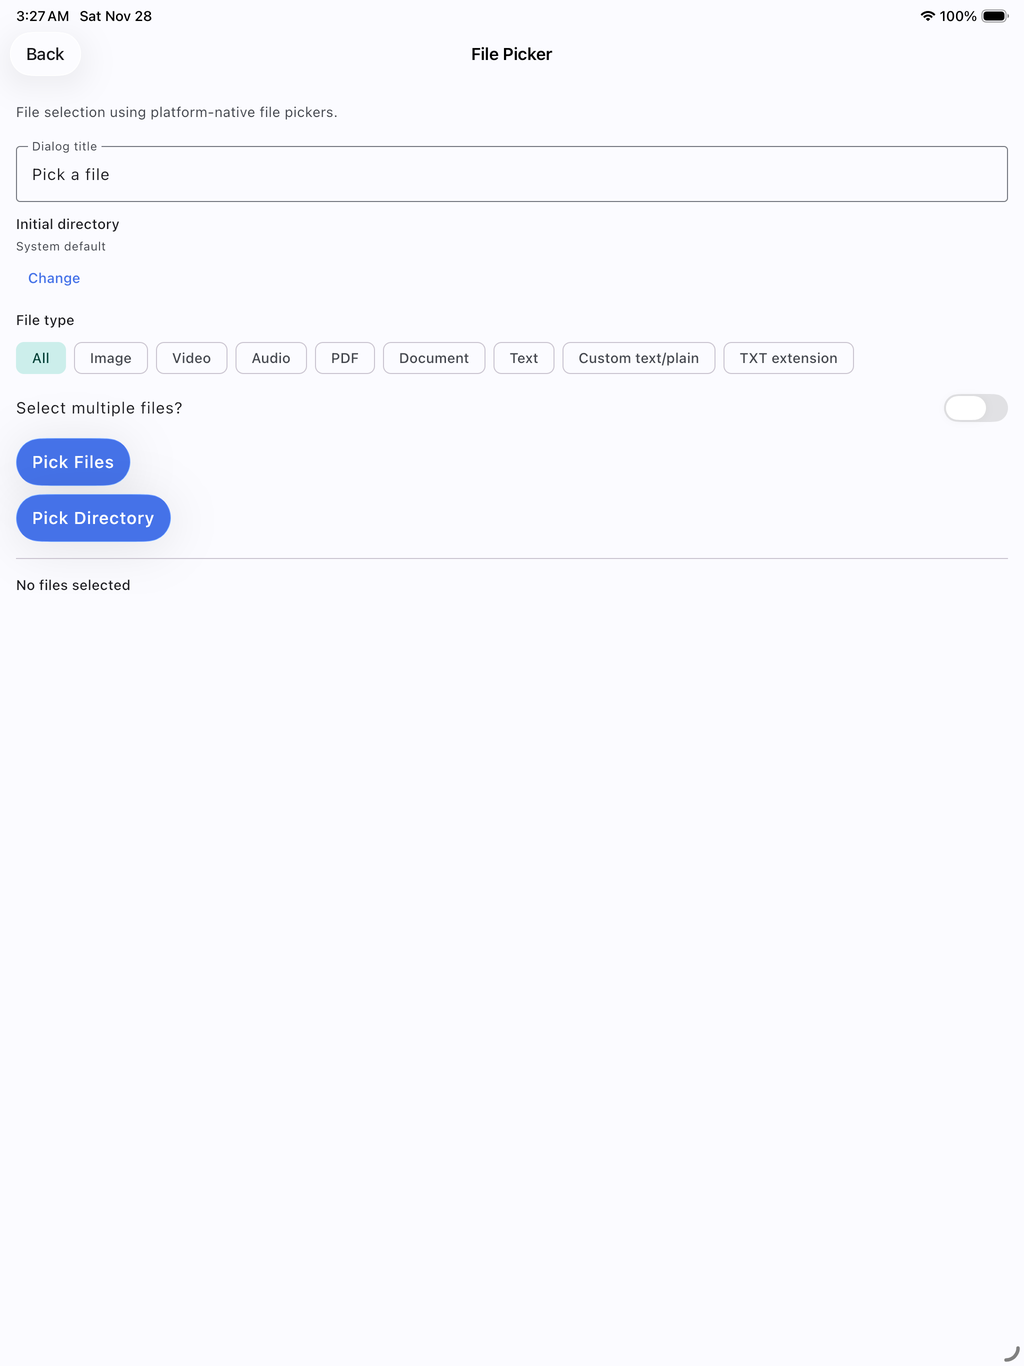 3:27 AM Sat Nov 28 100%
Back File Picker
File selection using platform-native file pickers.
Dialog title
Pick a file
Initial directory
System default
Change
File type
All Image Video Audio PDF Document Text Custom text/plain TXT extension
Select multiple files?
Pick Files
Pick Directory
No files selected